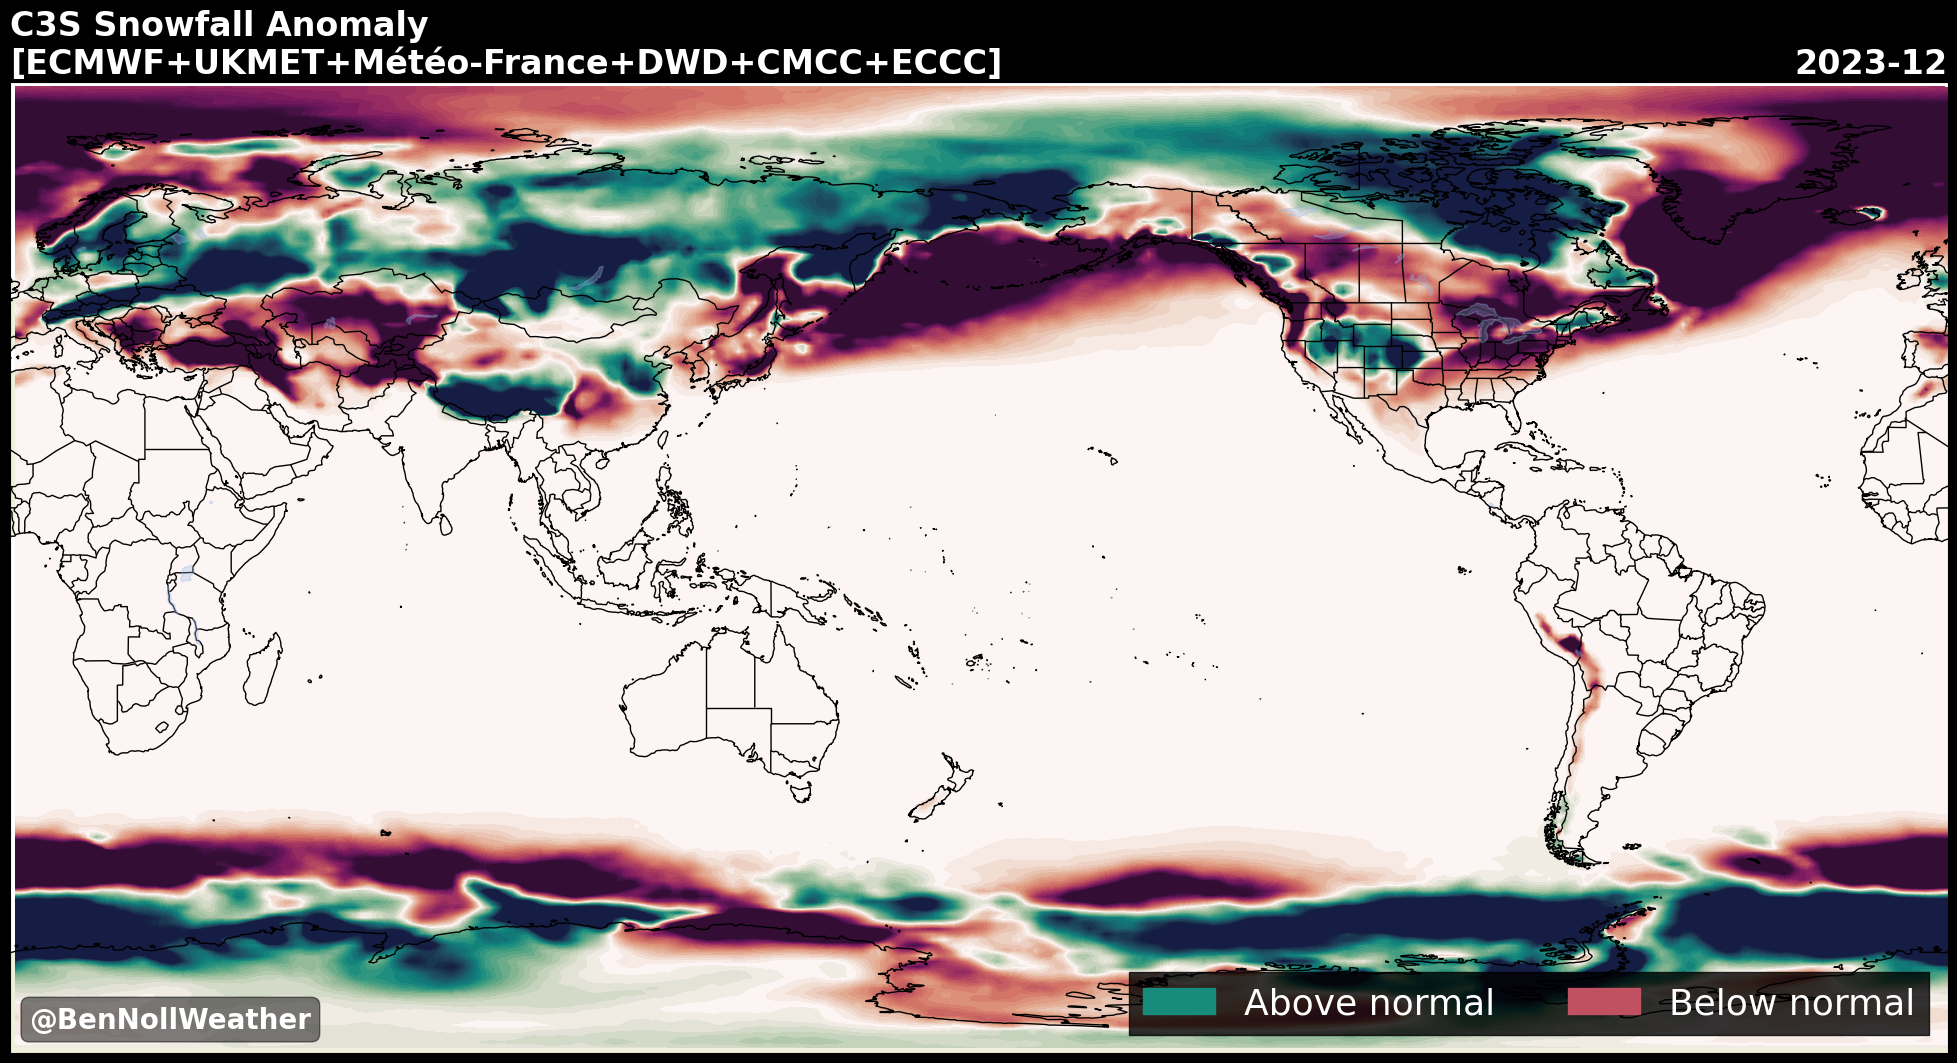 C3S Snowfall Anomaly
[ECMWF+UKMET+Météo-France+DWD+CMCC+ECCC]
2023-12
@BenNollWeather
Above normal
Below normal